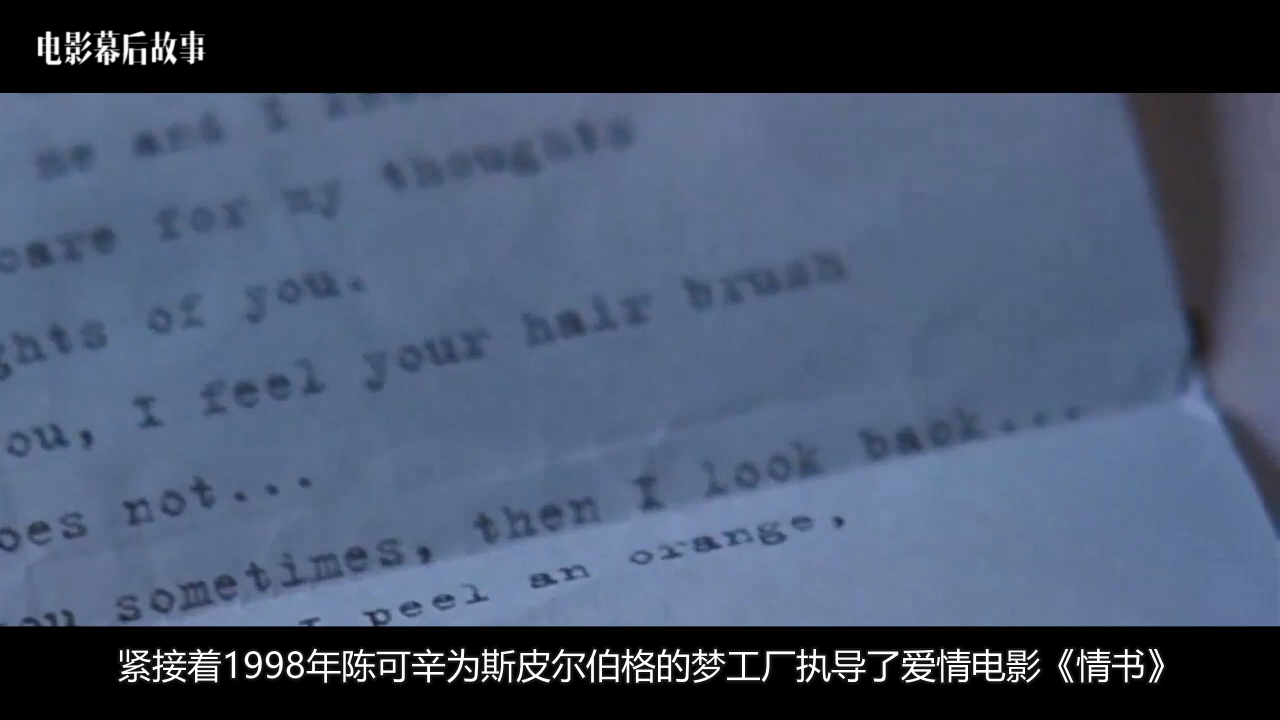 电影幕后故事
me and I
care for my thoughts
ghts of you.
ou, I feel your hair brush
oes not...
ou sometimes, then I look back...
I peel an orange,
紧接着1998年陈可辛为斯皮尔伯格的梦工厂执导了爱情电影《情书》